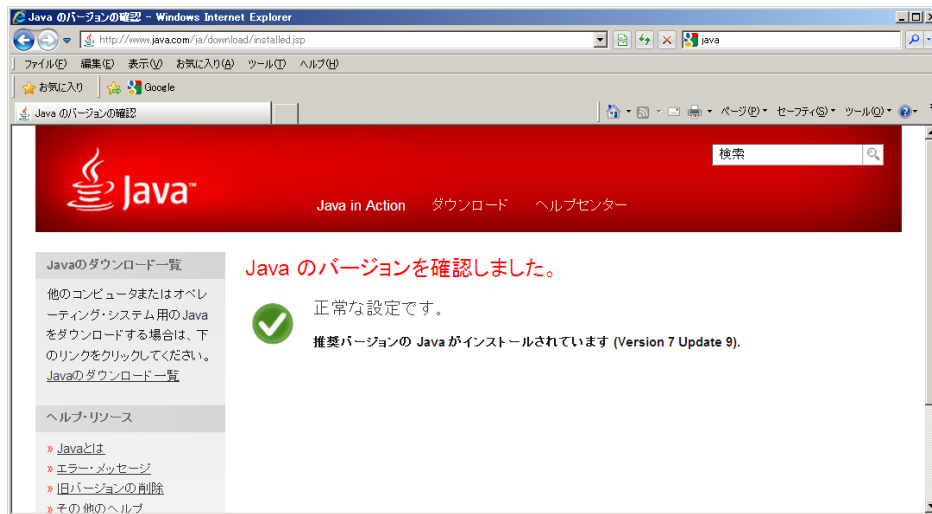 Java のバージョンの確認 - Windows Internet Explorer
http://www.java.com/ja/download/installed.jsp
java
ファイル(F) 編集(E) 表示(V) お気に入り(A) ツール(T) ヘルプ(H)
お気に入り Google
Java のバージョンの確認
ページ(P) セーフティ(S) ツール(O)
検索
Java™
Java in Action ダウンロード ヘルプセンター
Javaのダウンロード一覧
他のコンピュータまたはオペレ
ーティング・システム用のJava
をダウンロードする場合は、下
のリンクをクリックしてください。
Javaのダウンロード一覧
ヘルプ・リソース
» Javaとは
» エラー・メッセージ
» 旧バージョンの削除
» その他のヘルプ
Java のバージョンを確認しました。
正常な設定です。
推奨バージョンの Java がインストールされています (Version 7 Update 9).